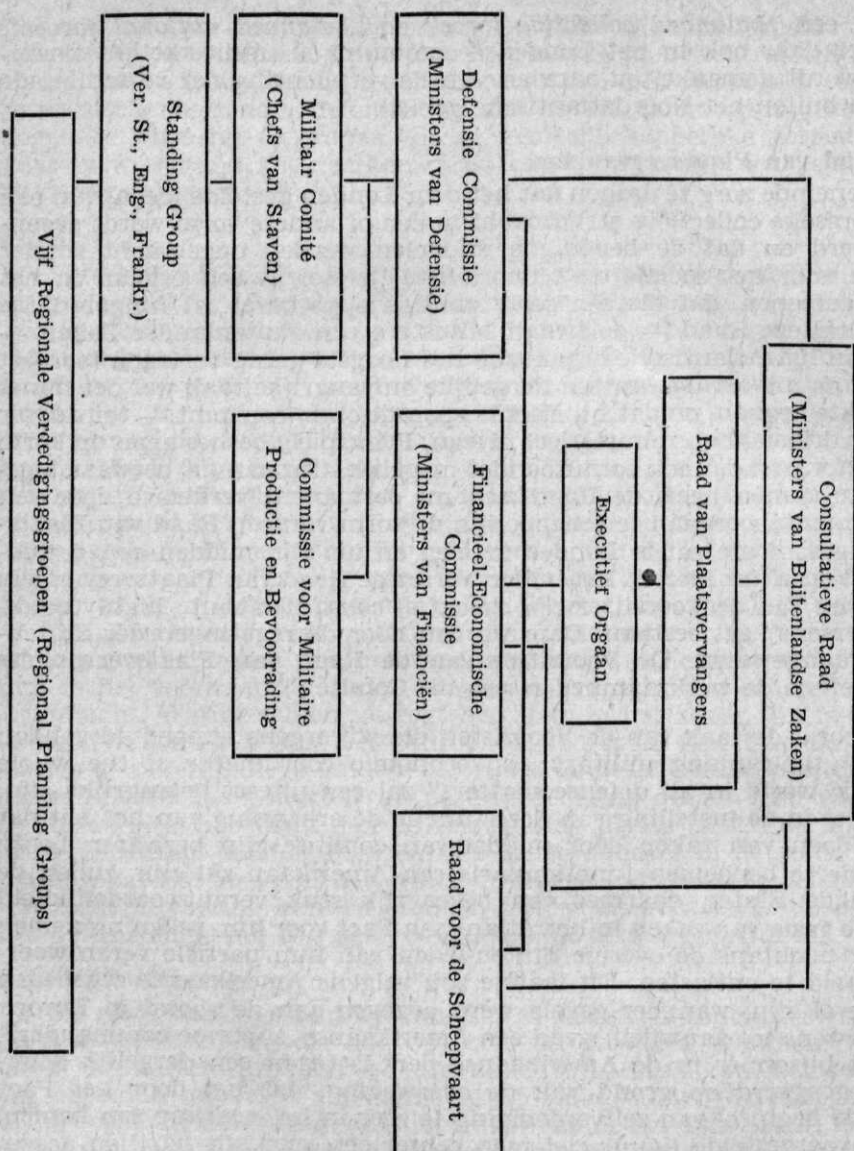 Consultatieve Raad
(Ministers van Buitenlandse Zaken)
Raad van Plaatsvervangers
Executief Orgaan
Defensie Commissie
(Ministers van Defensie)
Financieel-Economische
Commissie
(Ministers van Financiën)
Raad voor de Scheepvaart
Militair Comité
(Chefs van Staven)
Commissie voor Militaire
Productie en Bevoorrading
Standing Group
(Ver. St., Eng., Frankr.)
Vijf Regionale Verdedigingsgroepen (Regional Planning Groups)